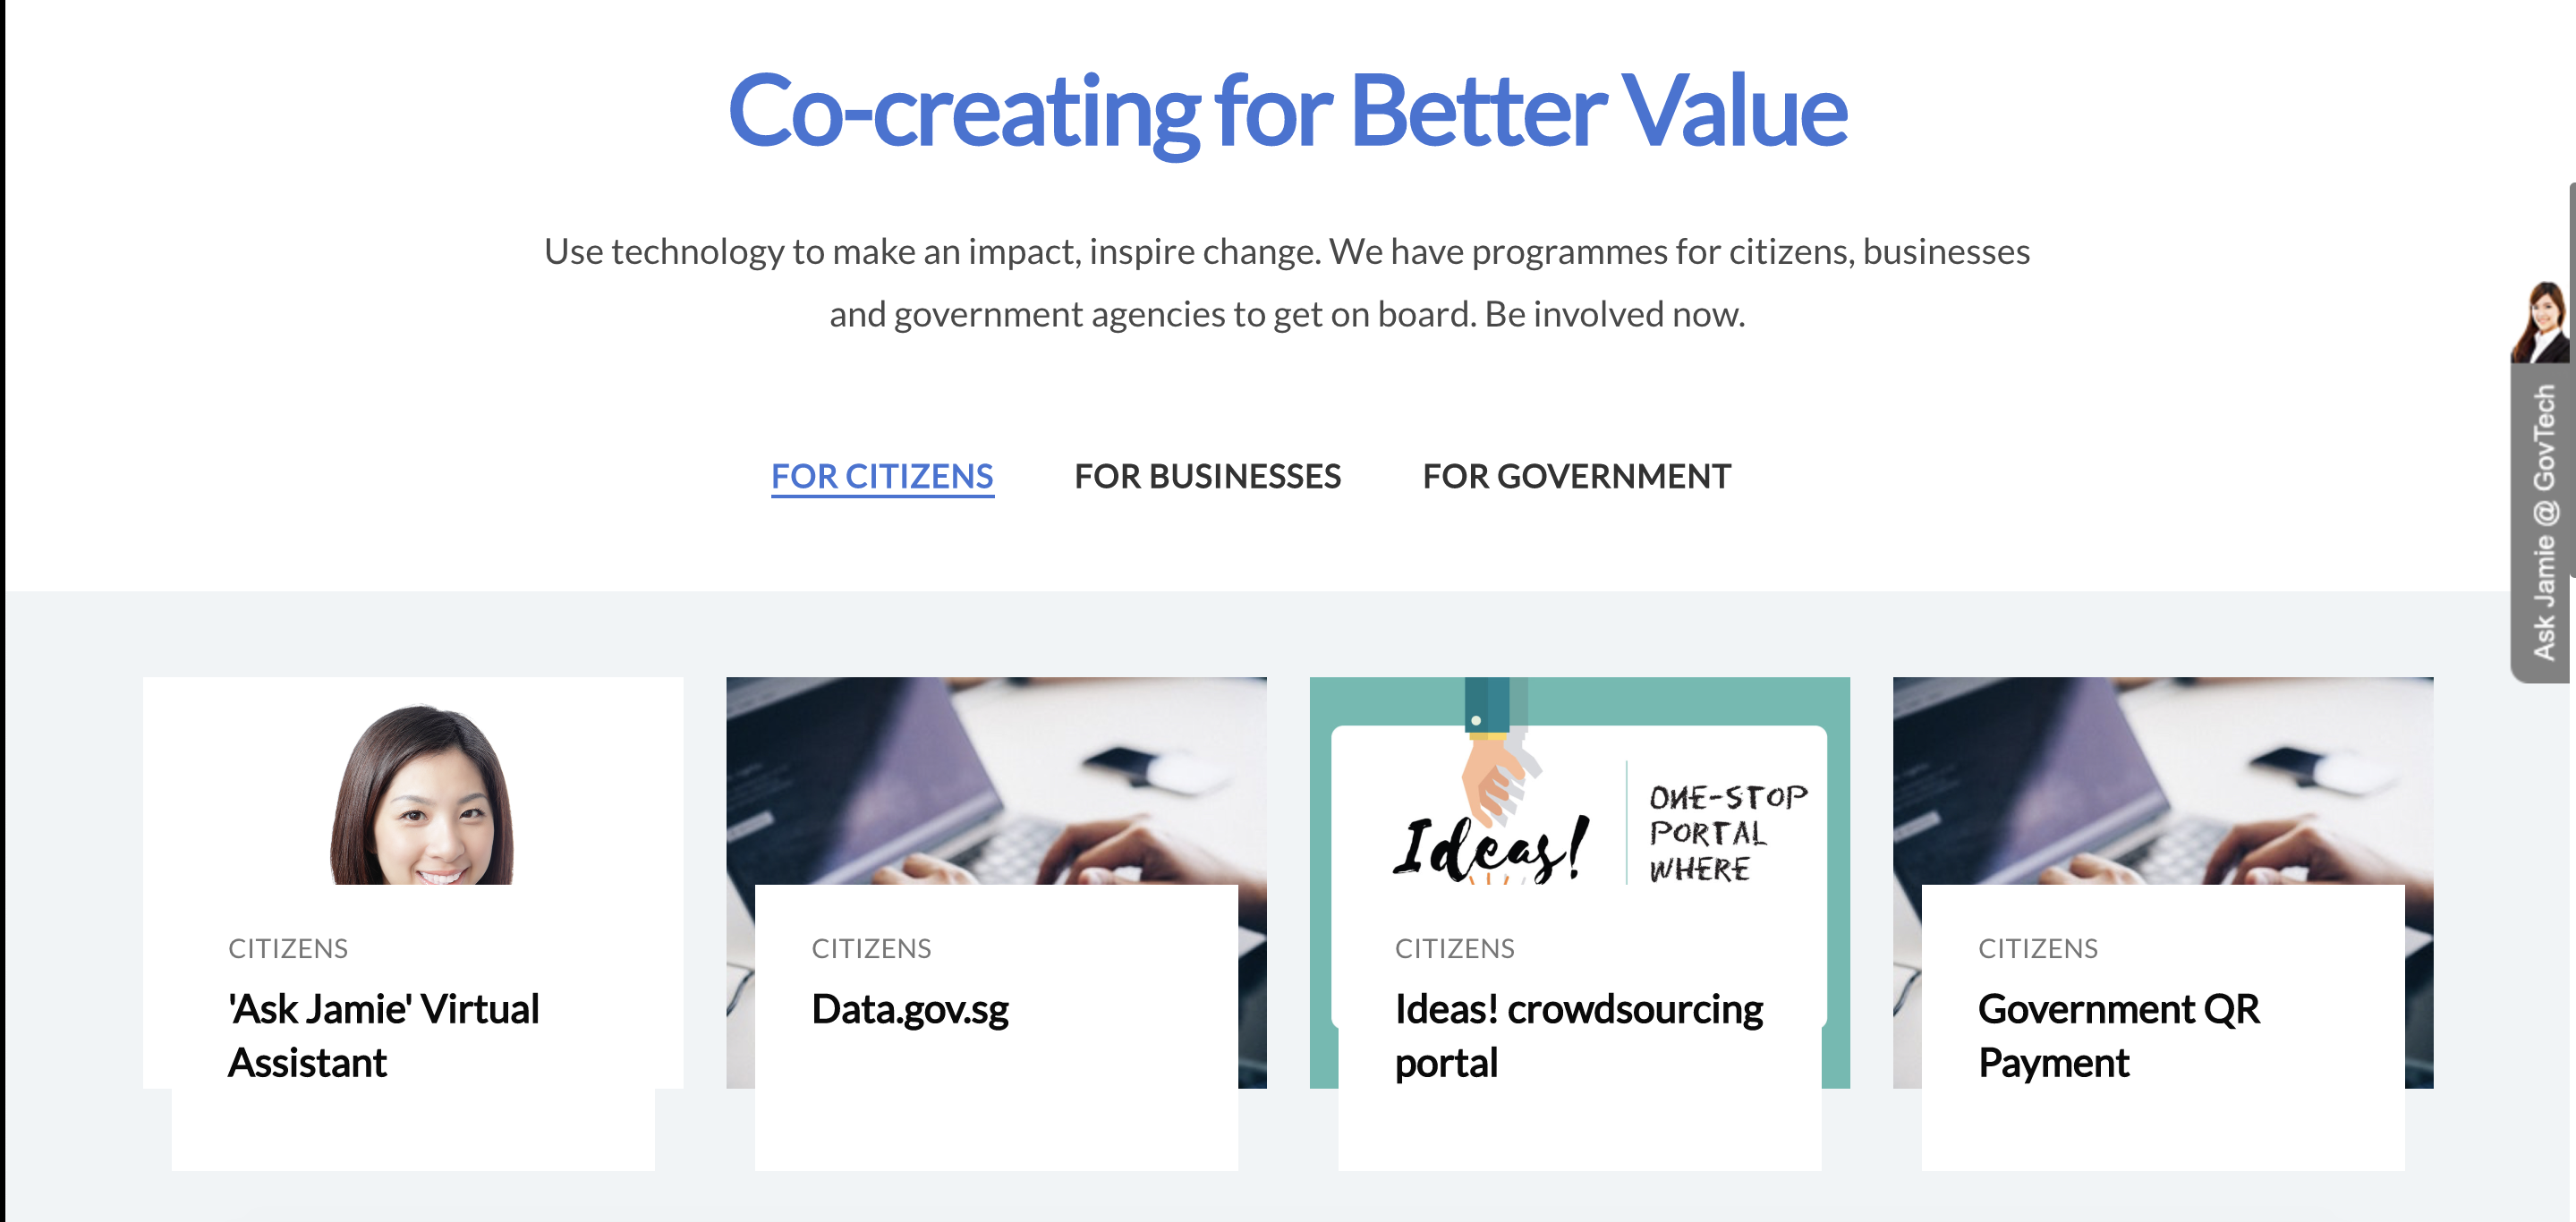 Co-creating for Better Value
Use technology to make an impact, inspire change. We have programmes for citizens, businesses
and government agencies to get on board. Be involved now.
FOR CITIZENS
FOR BUSINESSES
FOR GOVERNMENT
Ask Jamie @ GovTech
CITIZENS
'Ask Jamie' Virtual
Assistant
CITIZENS
Data.gov.sg
Ideas!
ONE-STOP
PORTAL
WHERE
CITIZENS
Ideas! crowdsourcing
portal
CITIZENS
Government QR
Payment